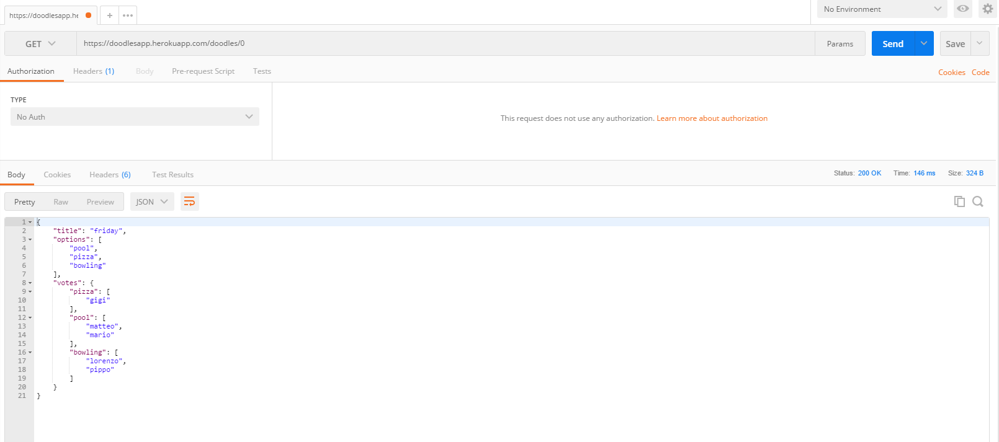 https://doodlesapp.he
+
•••
No Environment
GET
https://doodlesapp.herokuapp.com/doodles/0
Params
Send
Save
Authorization
Headers (1)
Body
Pre-request Script
Tests
Cookies
Code
TYPE
No Auth
This request does not use any authorization. Learn more about authorization
Body
Cookies
Headers (6)
Test Results
Status: 200 OK
Time: 146 ms
Size: 324 B
Pretty
Raw
Preview
JSON
1 {
2 "title": "friday",
3 "options": [
4 "pool",
5 "pizza",
6 "bowling"
7 ],
8 "votes": {
9 "pizza": [
10 "gigi"
11 ],
12 "pool": [
13 "matteo",
14 "mario"
15 ],
16 "bowling": [
17 "lorenzo",
18 "pippo"
19 ]
20 }
21 }